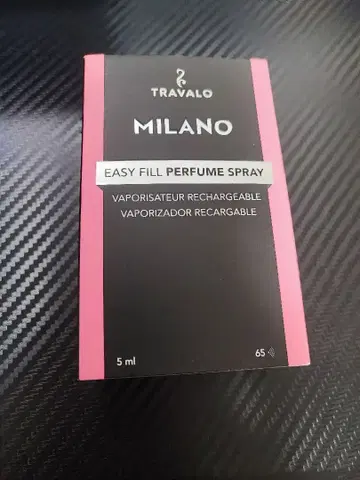 TRAVALO
MILANO
EASY FILL PERFUME SPRAY
VAPORISATEUR RECHARGEABLE
VAPORIZADOR RECARGABLE
5 ml 65